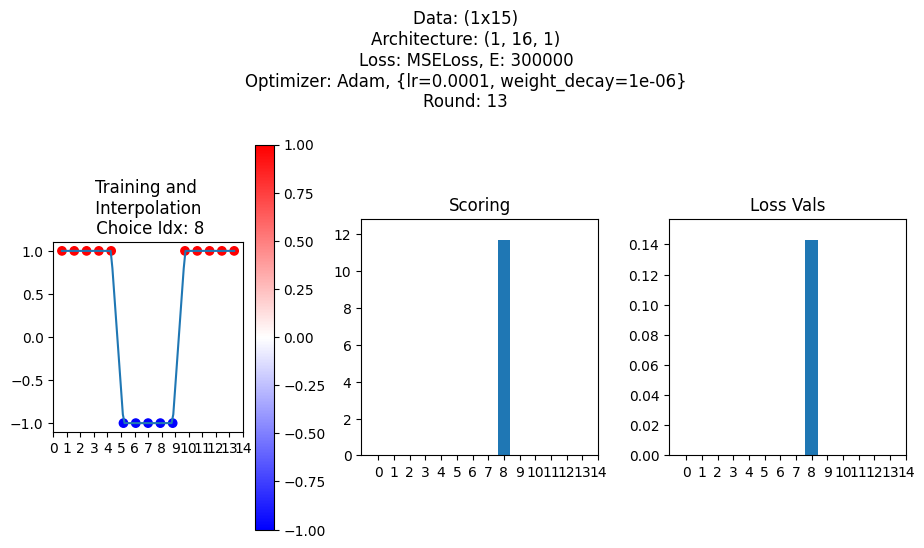 Data: (1x15)
Architecture: (1, 16, 1)
Loss: MSELoss, E: 300000
Optimizer: Adam, {lr=0.0001, weight_decay=1e-06}
Round: 13
Training and
Interpolation
Choice Idx: 8
1.0
0.5
0.0
−0.5
−1.0
0 1 2 3 4 5 6 7 8 9 10 11 12 13 14
1.00
0.75
0.50
0.25
0.00
−0.25
−0.50
−0.75
−1.00
Scoring
12
10
8
6
4
2
0
0 1 2 3 4 5 6 7 8 9 10 11 12 13 14
Loss Vals
0.14
0.12
0.10
0.08
0.06
0.04
0.02
0.00
0 1 2 3 4 5 6 7 8 9 10 11 12 13 14